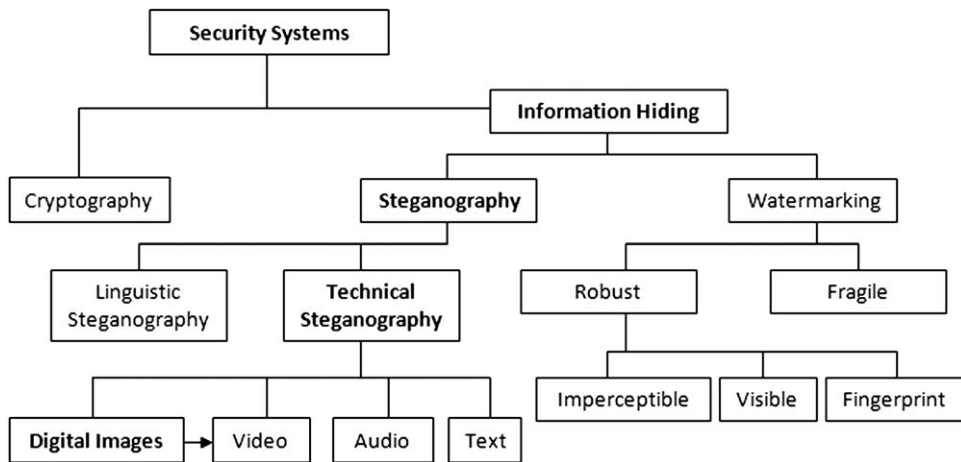 Security Systems
Information Hiding
Cryptography
Steganography
Watermarking
Linguistic
Steganography
Technical
Steganography
Robust
Fragile
Imperceptible
Visible
Fingerprint
Digital Images
Video
Audio
Text